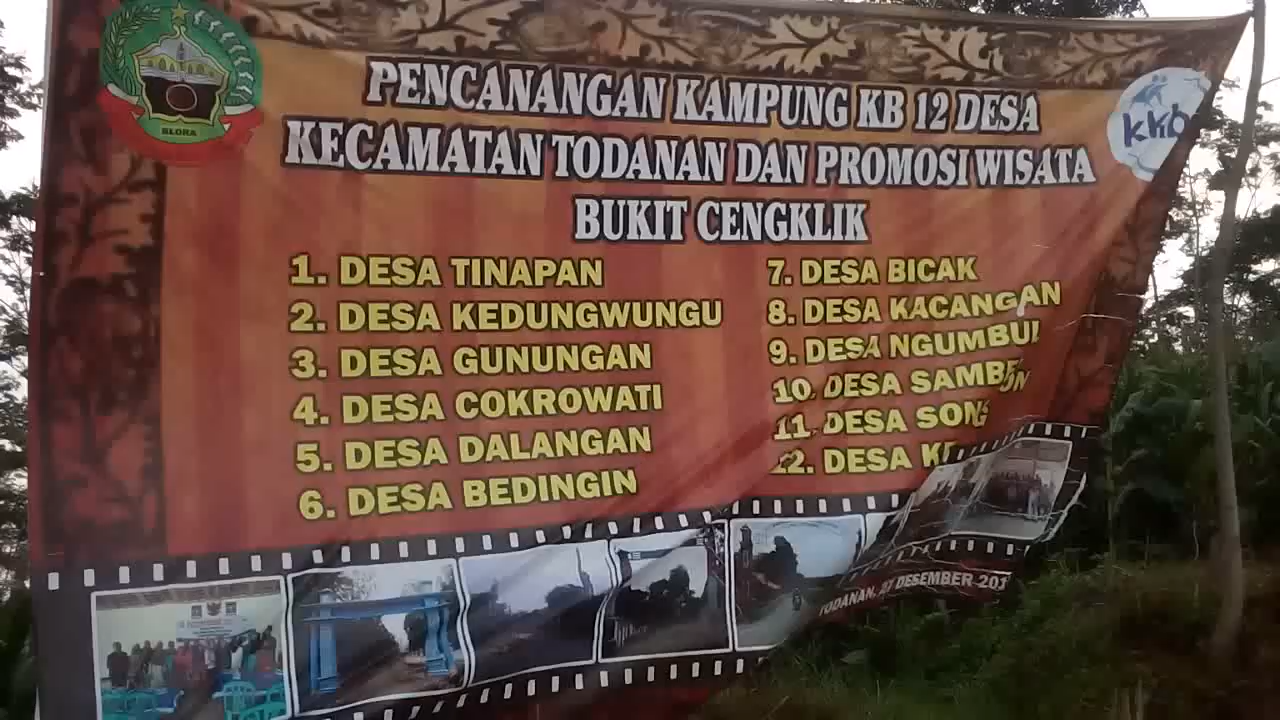 BLORA
kkb
PENCANANGAN KAMPUNG KB 12 DESA
KECAMATAN TODANAN DAN PROMOSI WISATA
BUKIT CENGKLIK
1. DESA TINAPAN
2. DESA KEDUNGWUNGU
3. DESA GUNUNGAN
4. DESA COKROWATI
5. DESA DALANGAN
6. DESA BEDINGIN
7. DESA BICAK
8. DESA KACANGAN
9. DESA NGUMBUL
10. DESA
11. DESA
12. DESA
TODANAN, DESEMBER